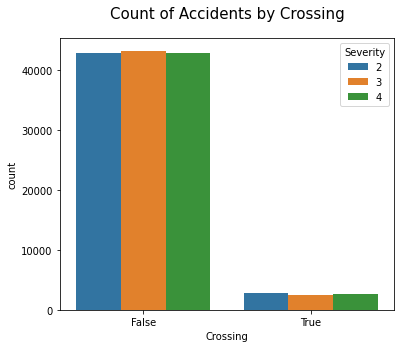 Count of Accidents by Crossing
Severity
2
3
4
40000
30000
20000
10000
0
count
False
True
Crossing